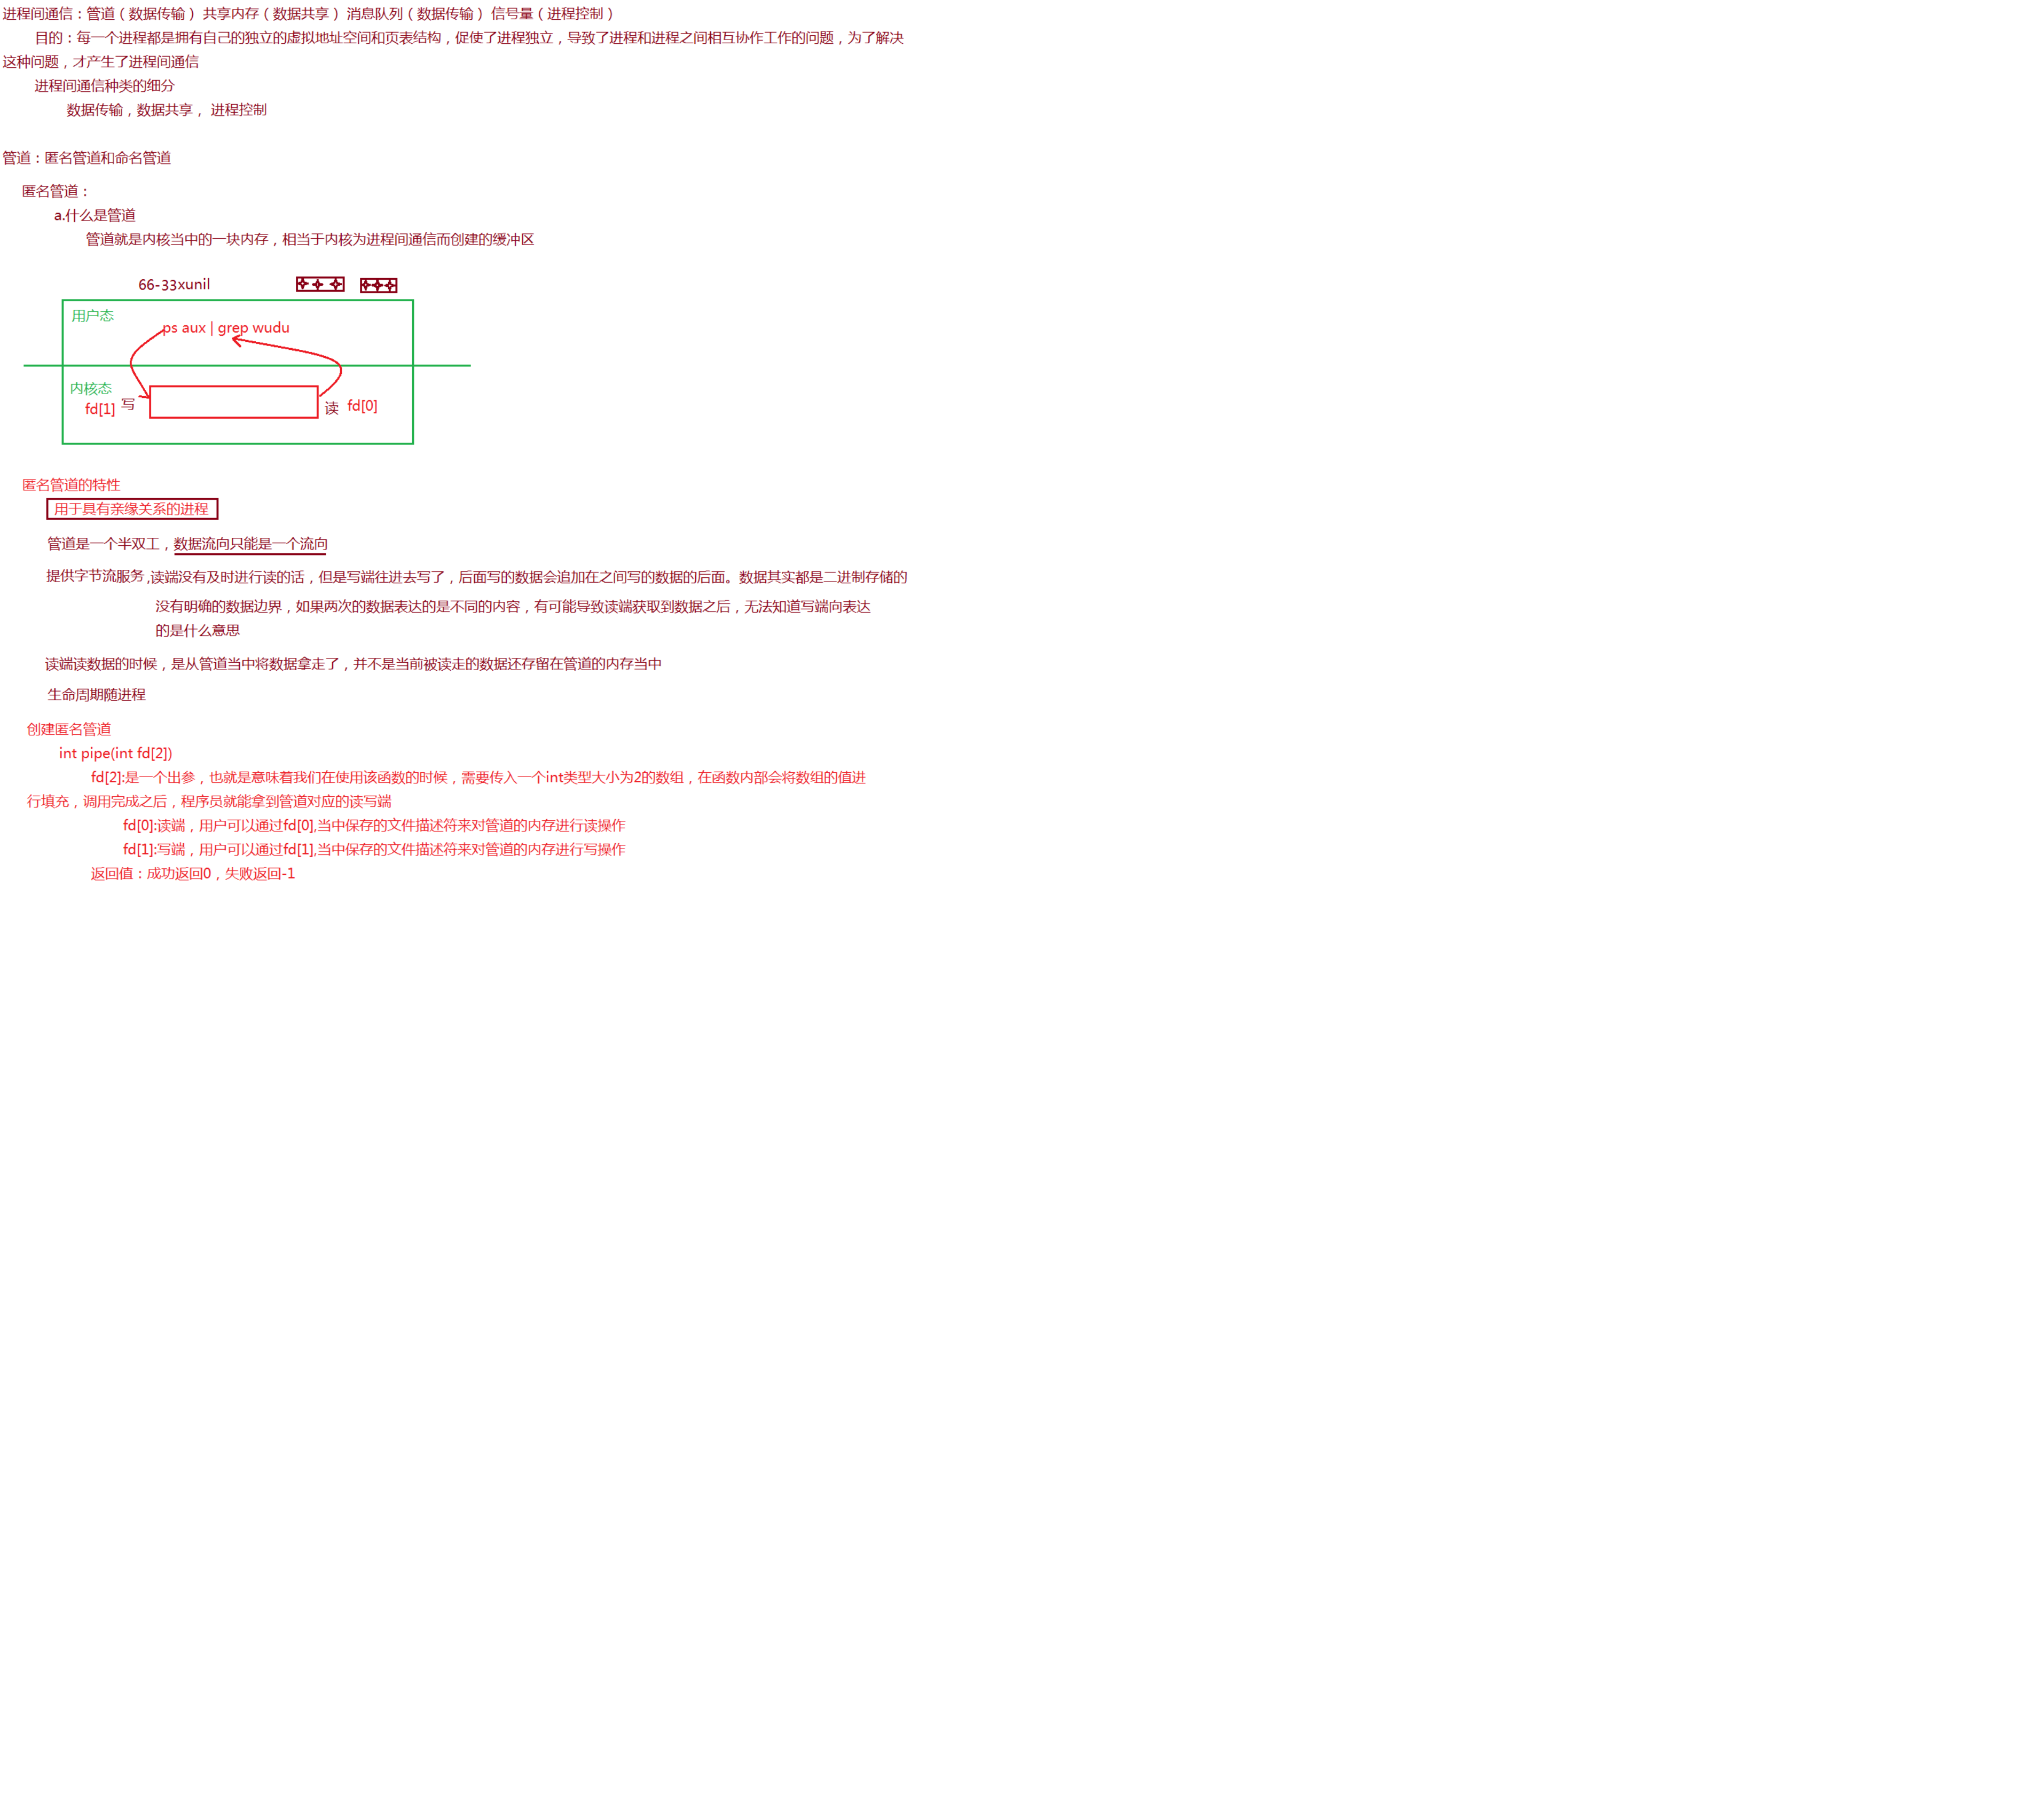 进程间通信：管道（数据传输） 共享内存（数据共享） 消息队列（数据传输） 信号量（进程控制）
目的：每一个进程都是拥有自己的独立的虚拟地址空间和页表结构，促使了进程独立，导致了进程和进程之间相互协作工作的问题，为了解决
这种问题，才产生了进程间通信
进程间通信种类的细分
数据传输，数据共享， 进程控制
管道：匿名管道和命名管道
匿名管道：
a.什么是管道
管道就是内核当中的一块内存，相当于内核为进程间通信而创建的缓冲区
66-33xunil
用户态
ps aux | grep wudu
内核态
fd[1] 写 读 fd[0]
匿名管道的特性
用于具有亲缘关系的进程
管道是一个半双工，数据流向只能是一个流向
提供字节流服务,读端没有及时进行读的话，但是写端往进去写了，后面写的数据会追加在之间写的数据的后面。数据其实都是二进制存储的
没有明确的数据边界，如果两次的数据表达的是不同的内容，有可能导致读端获取到数据之后，无法知道写端向表达
的是什么意思
读端读数据的时候，是从管道当中将数据拿走了，并不是当前被读走的数据还存留在管道的内存当中
生命周期随进程
创建匿名管道
int pipe(int fd[2])
fd[2]:是一个出参，也就是意味着我们在使用该函数的时候，需要传入一个int类型大小为2的数组，在函数内部会将数组的值进
行填充，调用完成之后，程序员就能拿到管道对应的读写端
fd[0]:读端，用户可以通过fd[0],当中保存的文件描述符来对管道的内存进行读操作
fd[1]:写端，用户可以通过fd[1],当中保存的文件描述符来对管道的内存进行写操作
返回值：成功返回0，失败返回-1